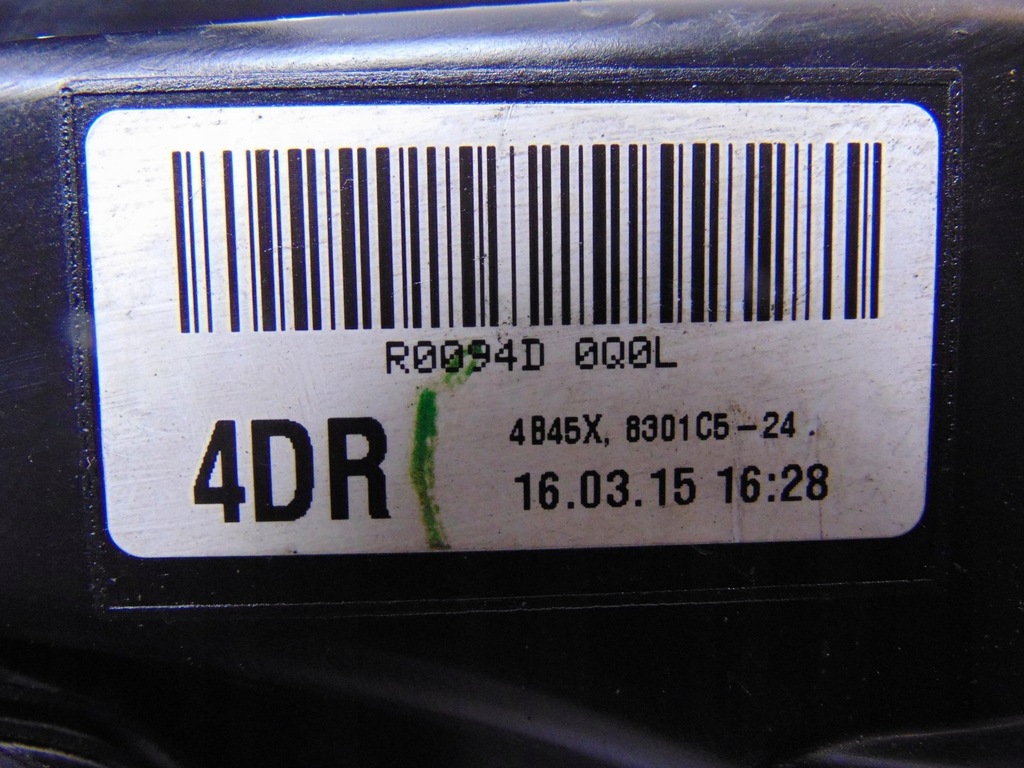 R0094D 0Q0L
4DR
4B45X, 8301C5-24
16.03.15 16:28